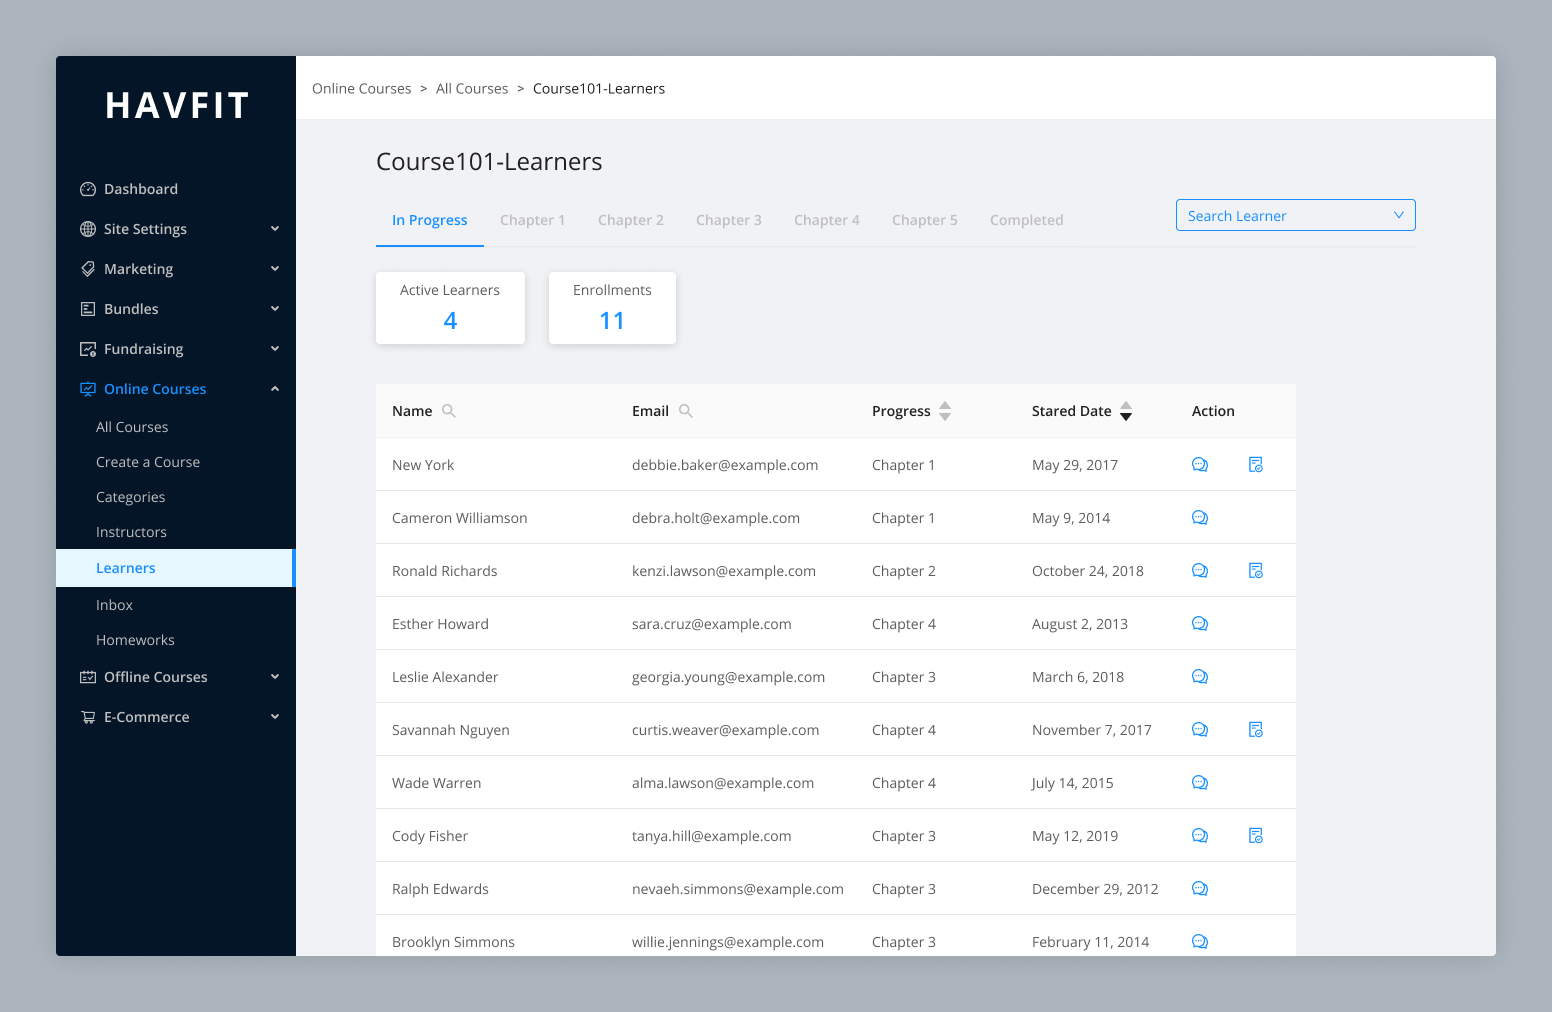 HAVFIT
Dashboard
Site Settings
Marketing
Bundles
Fundraising
Online Courses
All Courses
Create a Course
Categories
Instructors
Learners
Inbox
Homeworks
Offline Courses
E-Commerce
Online Courses > All Courses > Course101-Learners
Course101-Learners
In Progress Chapter 1 Chapter 2 Chapter 3 Chapter 4 Chapter 5 Completed
Search Learner
Active Learners
4
Enrollments
11
Name Email Progress Stared Date Action
New York debbie.baker@example.com Chapter 1 May 29, 2017
Cameron Williamson debra.holt@example.com Chapter 1 May 9, 2014
Ronald Richards kenzi.lawson@example.com Chapter 2 October 24, 2018
Esther Howard sara.cruz@example.com Chapter 4 August 2, 2013
Leslie Alexander georgia.young@example.com Chapter 3 March 6, 2018
Savannah Nguyen curtis.weaver@example.com Chapter 4 November 7, 2017
Wade Warren alma.lawson@example.com Chapter 4 July 14, 2015
Cody Fisher tanya.hill@example.com Chapter 3 May 12, 2019
Ralph Edwards nevaeh.simmons@example.com Chapter 3 December 29, 2012
Brooklyn Simmons willie.jennings@example.com Chapter 3 February 11, 2014